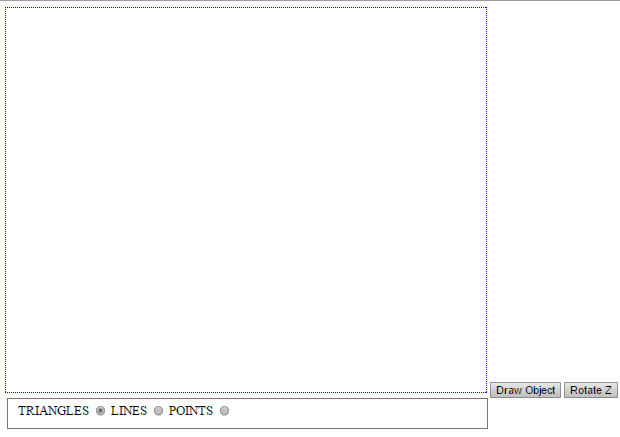 Draw Object Rotate Z
TRIANGLES LINES POINTS